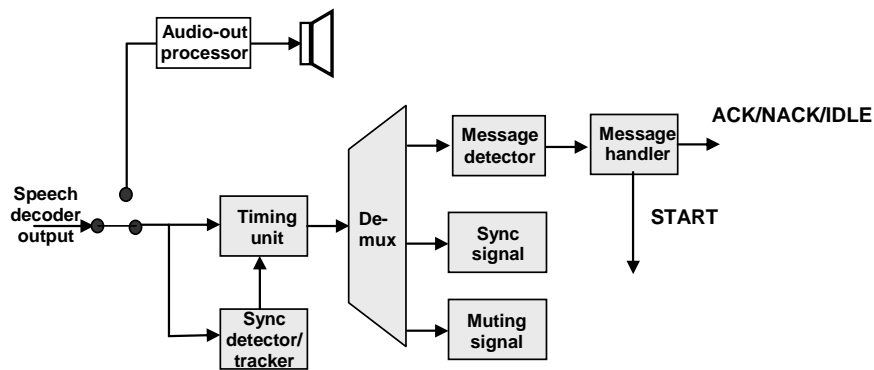 Audio-out
processor
Message
detector
Message
handler
ACK/NACK/IDLE
Speech
decoder
output
Timing
unit
De-
mux
Sync
signal
START
Sync
detector/
tracker
Muting
signal